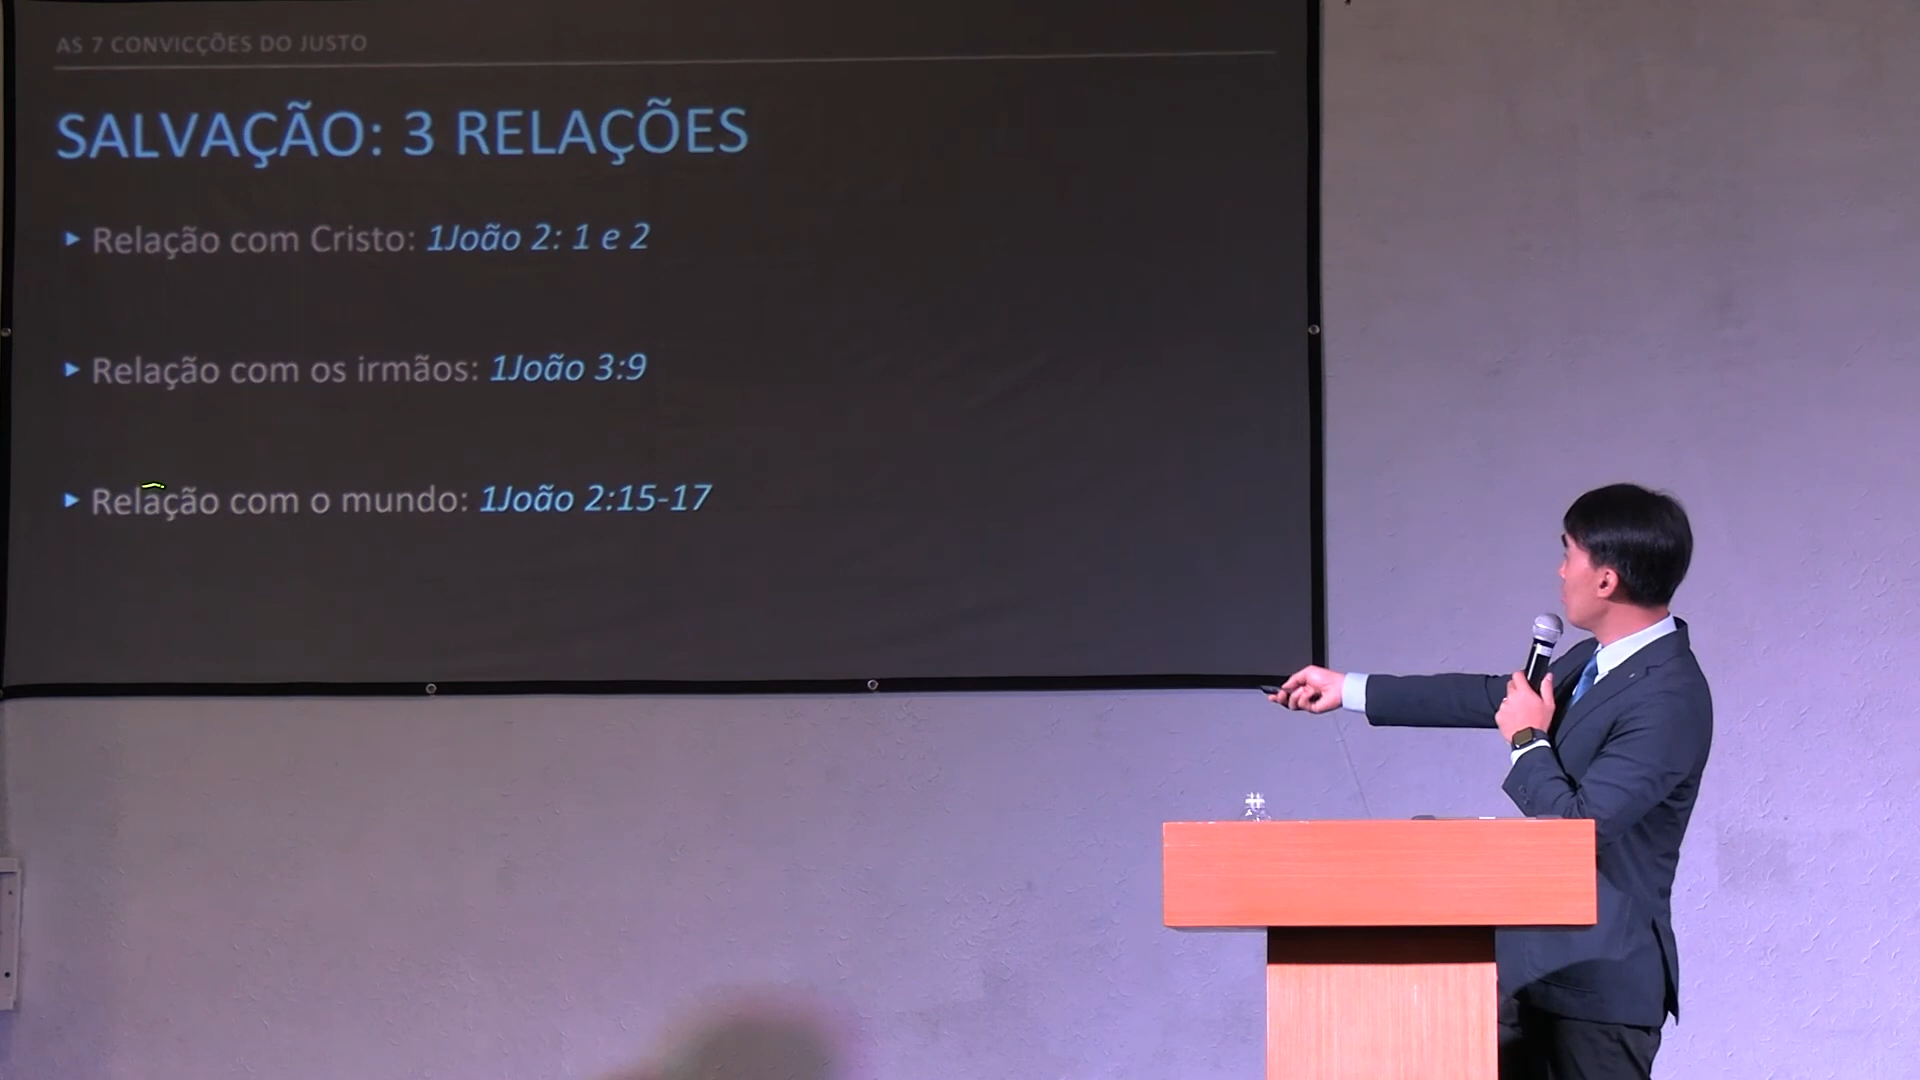 AS 7 CONVICÇÕES DO JUSTO
SALVAÇÃO: 3 RELAÇÕES
▸ Relação com Cristo: 1João 2: 1 e 2
▸ Relação com os irmãos: 1João 3:9
▸ Relação com o mundo: 1João 2:15-17